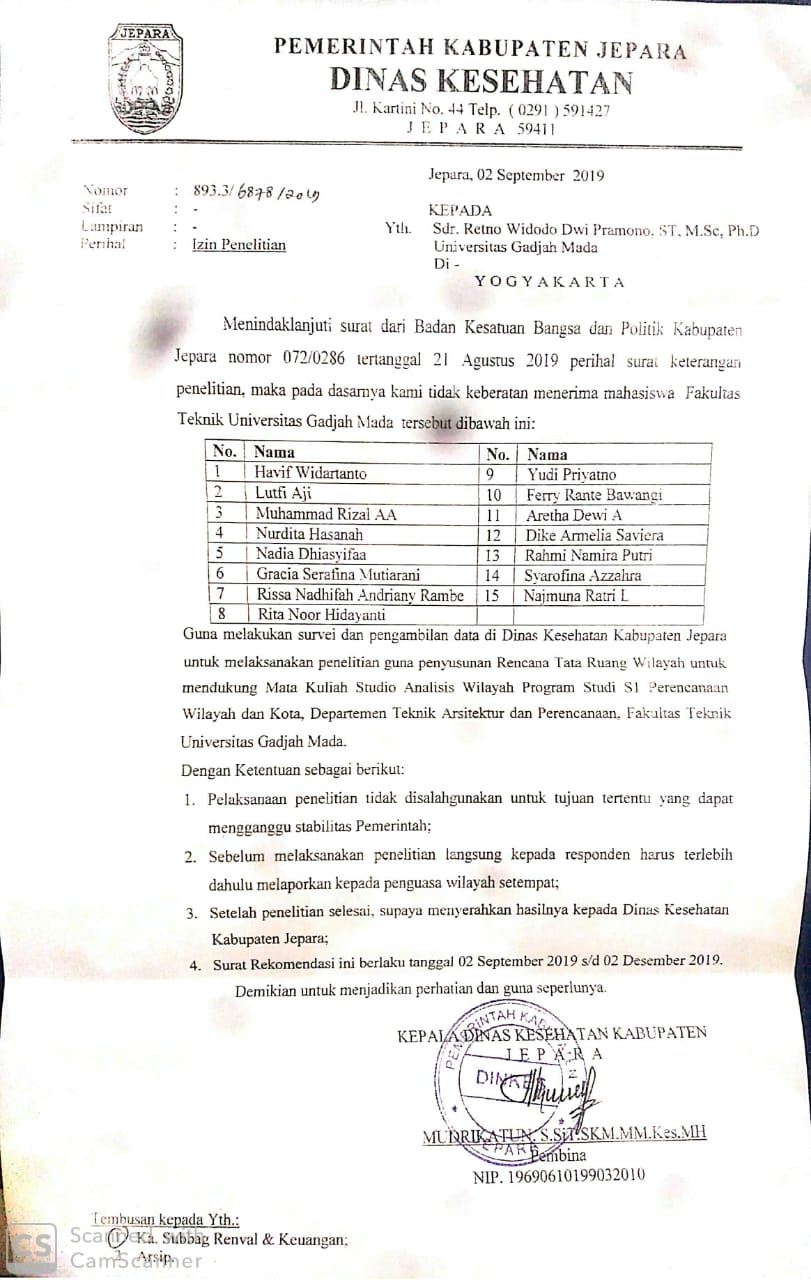 JEPARA
PEMERINTAH KABUPATEN JEPARA
DINAS KESEHATAN
Jl. Kartini No. 44 Telp. ( 0291 ) 591427
J E P A R A 59411
Jepara, 02 September 2019
Nomor : 893.3/ 6878 / 2019
Sifat : -
Lampiran : -
Perihal : Izin Penelitian
KEPADA
Yth. Sdr. Retno Widodo Dwi Pramono, ST, M.Sc, Ph.D
Universitas Gadjah Mada
Di -
YOGYAKARTA
Menindaklanjuti surat dari Badan Kesatuan Bangsa dan Politik Kabupaten
Jepara nomor 072/0286 tertanggal 21 Agustus 2019 perihal surat keterangan
penelitian, maka pada dasarnya kami tidak keberatan menerima mahasiswa Fakultas
Teknik Universitas Gadjah Mada tersebut dibawah ini:
No. Nama No. Nama
1 Havif Widartanto 9 Yudi Priyatno
2 Lutfi Aji 10 Ferry Rante Bawangi
3 Muhammad Rizal AA 11 Aretha Dewi A
4 Nurdita Hasanah 12 Dike Armelia Saviera
5 Nadia Dhiasyifaa 13 Rahmi Namira Putri
6 Gracia Serafina Mutiarani 14 Syarofina Azzahra
7 Rissa Nadhifah Andriany Rambe 15 Najmuna Ratri L
8 Rita Noor Hidayanti
Guna melakukan survei dan pengambilan data di Dinas Kesehatan Kabupaten Jepara
untuk melaksanakan penelitian guna penyusunan Rencana Tata Ruang Wilayah untuk
mendukung Mata Kuliah Studio Analisis Wilayah Program Studi S1 Perencanaan
Wilayah dan Kota, Departemen Teknik Arsitektur dan Perencanaan, Fakultas Teknik
Universitas Gadjah Mada.
Dengan Ketentuan sebagai berikut:
1. Pelaksanaan penelitian tidak disalahgunakan untuk tujuan tertentu yang dapat
mengganggu stabilitas Pemerintah;
2. Sebelum melaksanakan penelitian langsung kepada responden harus terlebih
dahulu melaporkan kepada penguasa wilayah setempat;
3. Setelah penelitian selesai, supaya menyerahkan hasilnya kepada Dinas Kesehatan
Kabupaten Jepara;
4. Surat Rekomendasi ini berlaku tanggal 02 September 2019 s/d 02 Desember 2019.
Demikian untuk menjadikan perhatian dan guna seperlunya.
KEPALA DINAS KESEHATAN KABUPATEN
J E P A R A
MUDRIKATUN, S.SiT.SKM.MM.Kes.MH
Pembina
NIP. 19690610199032010
Tembusan kepada Yth.:
1 Ka. Subbag Renval & Keuangan;
2 Arsip.
CS Scanned with
CamScanner